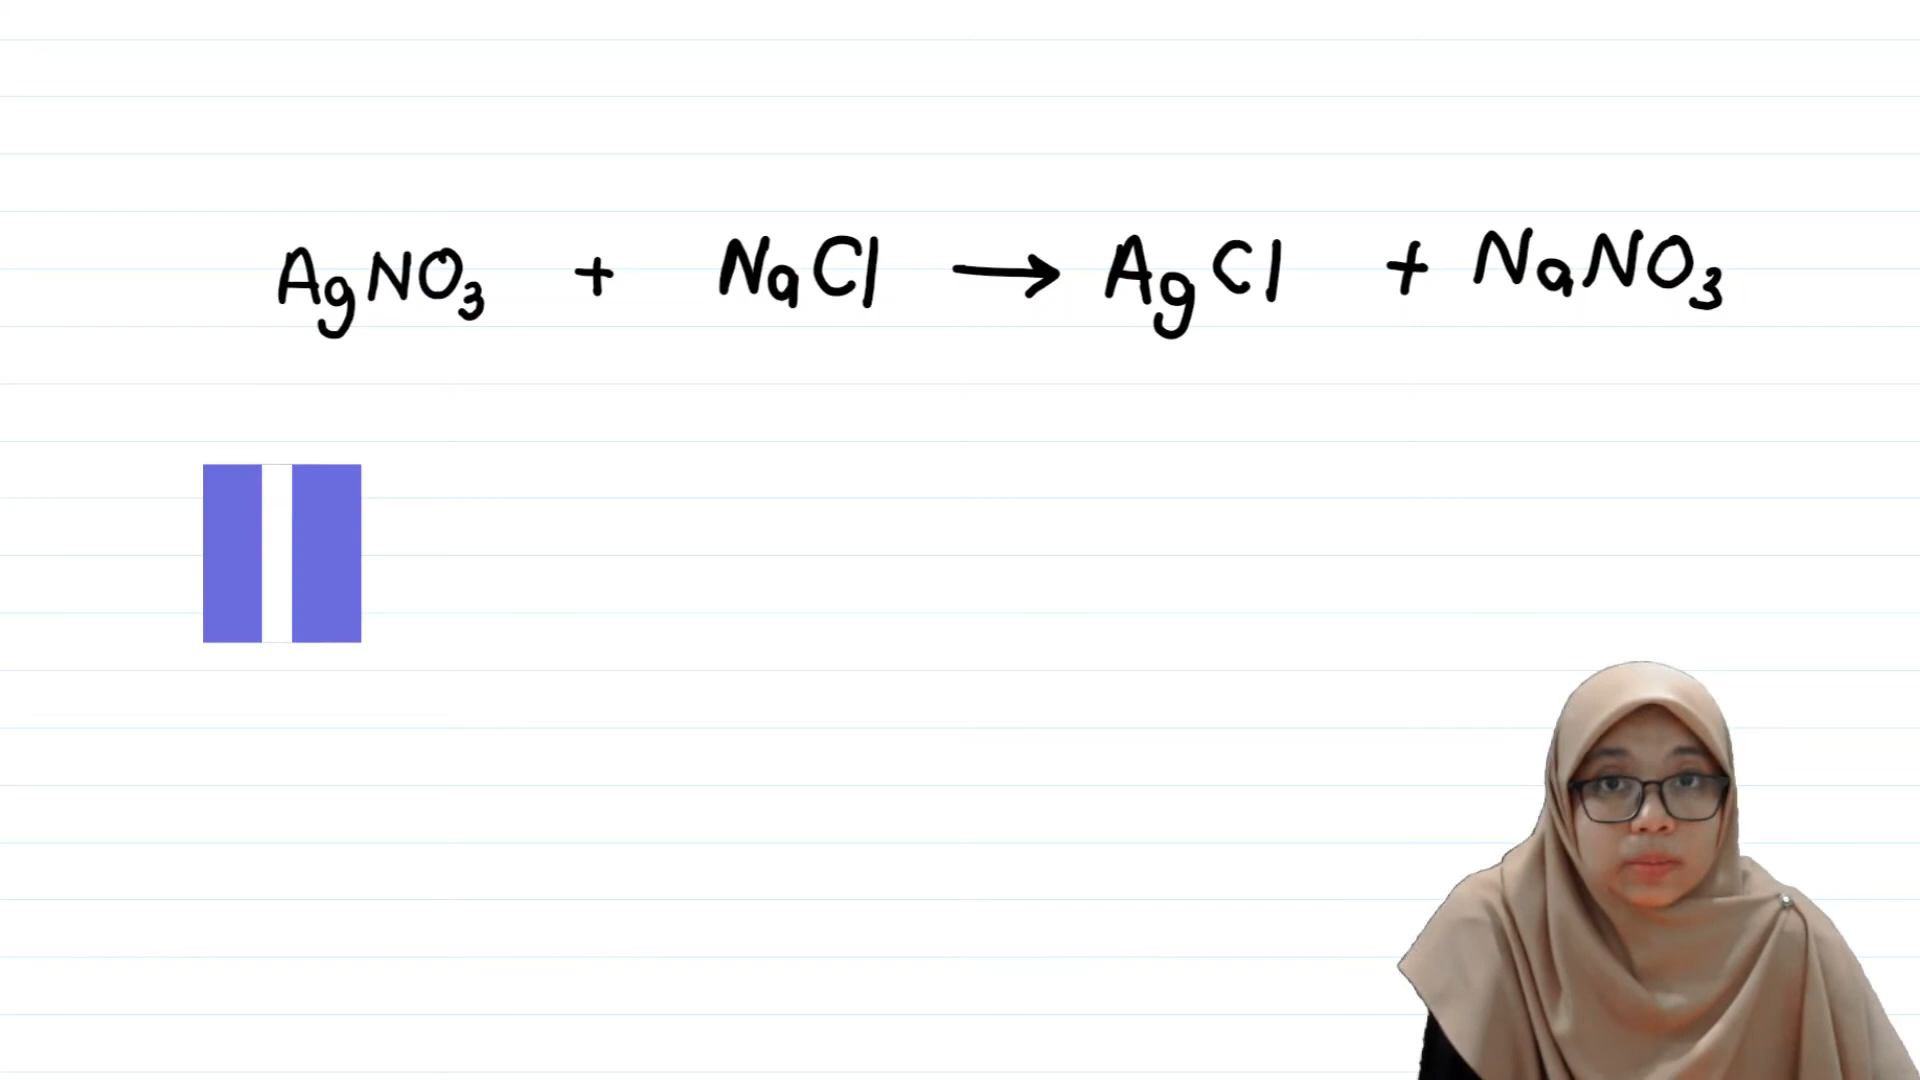 AgNO₃ + NaCl → AgCl + NaNO₃